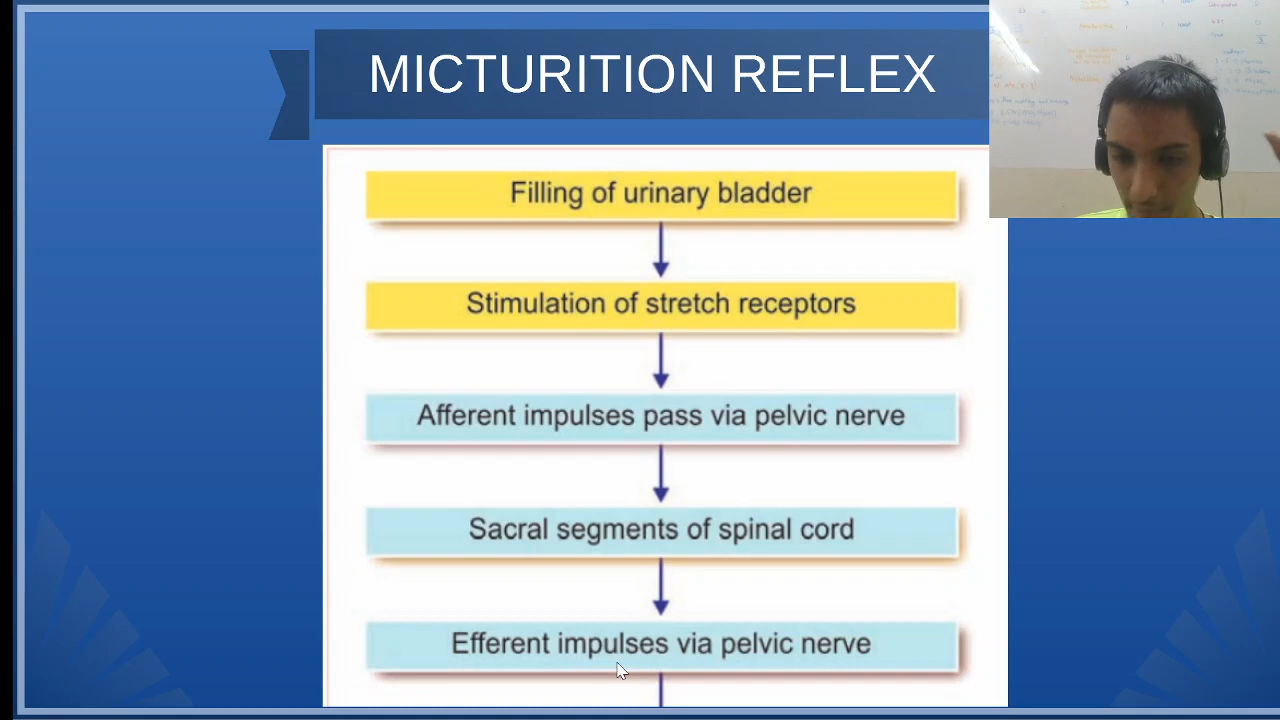 MICTURITION REFLEX
Filling of urinary bladder
Stimulation of stretch receptors
Afferent impulses pass via pelvic nerve
Sacral segments of spinal cord
Efferent impulses via pelvic nerve